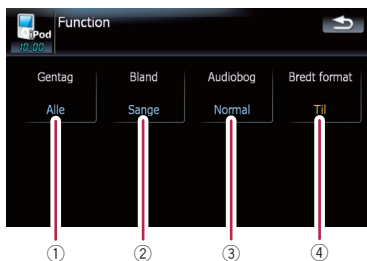 Function
iPod
10:00
Gentag Bland Audiobog Bredt format
Alle Sange Normal Til
① ② ③ ④